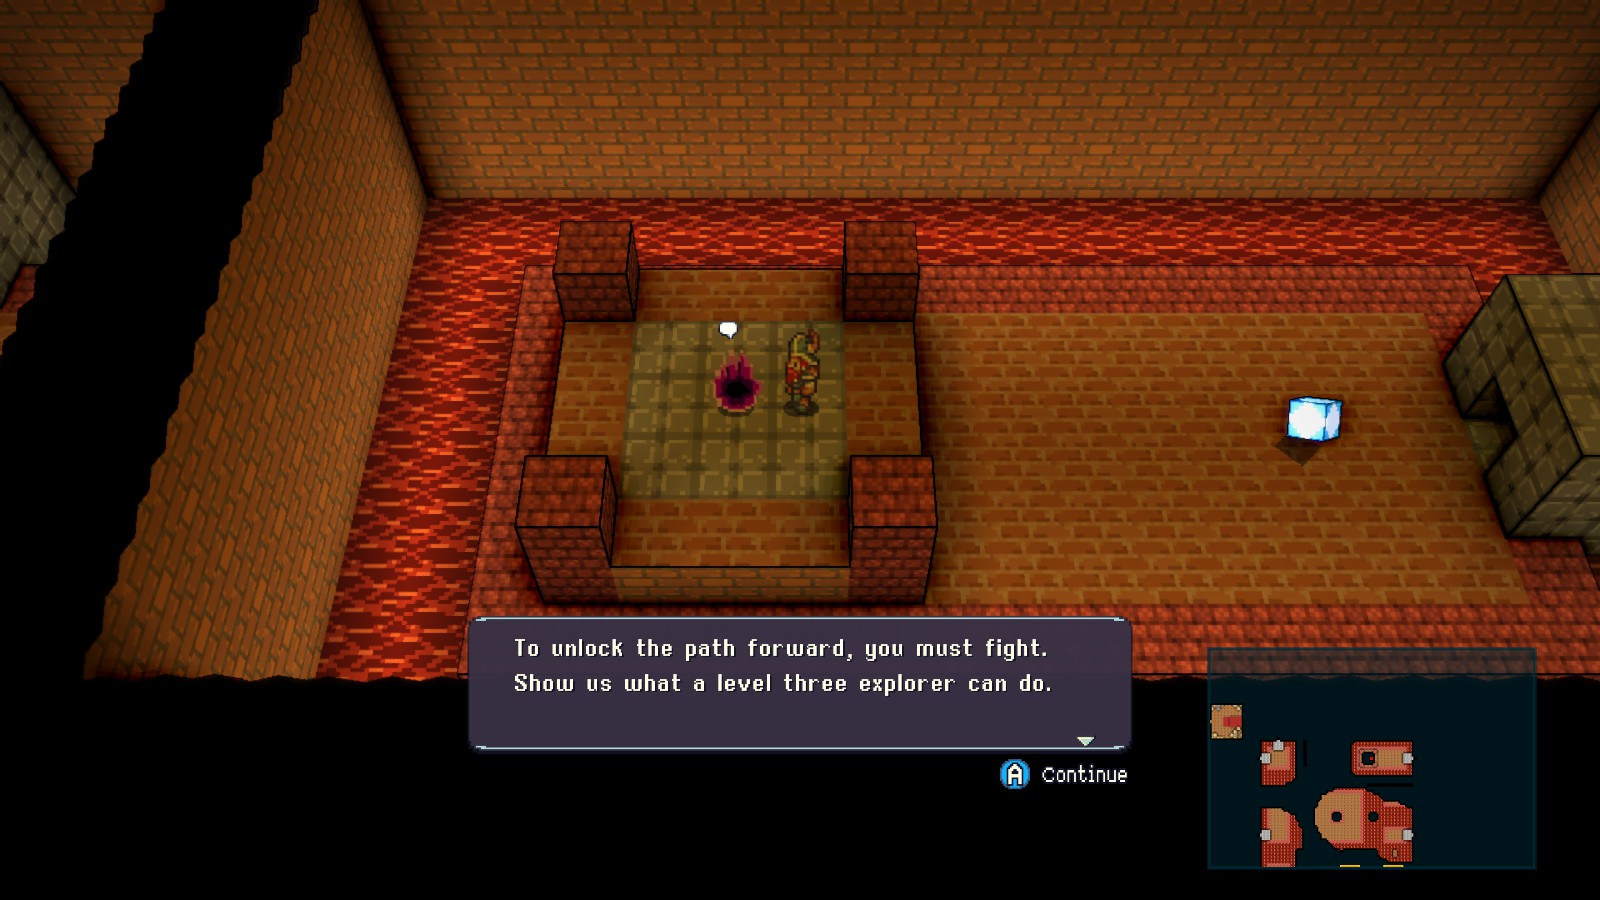 To unlock the path forward, you must fight.
Show us what a level three explorer can do.
A Continue